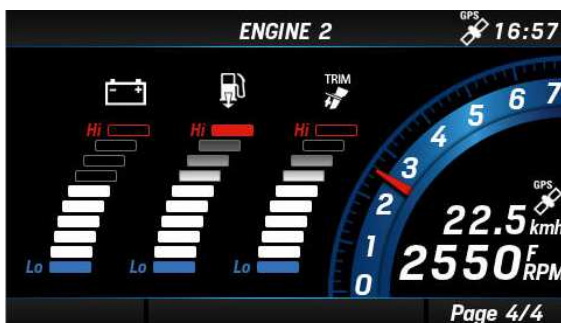 ENGINE 2
GPS
16:57
TRIM
Hi
Hi
Hi
Lo
Lo
Lo
0
1
2
3
4
5
6
7
GPS
22.5 kmh
2550 F RPM
Page 4/4